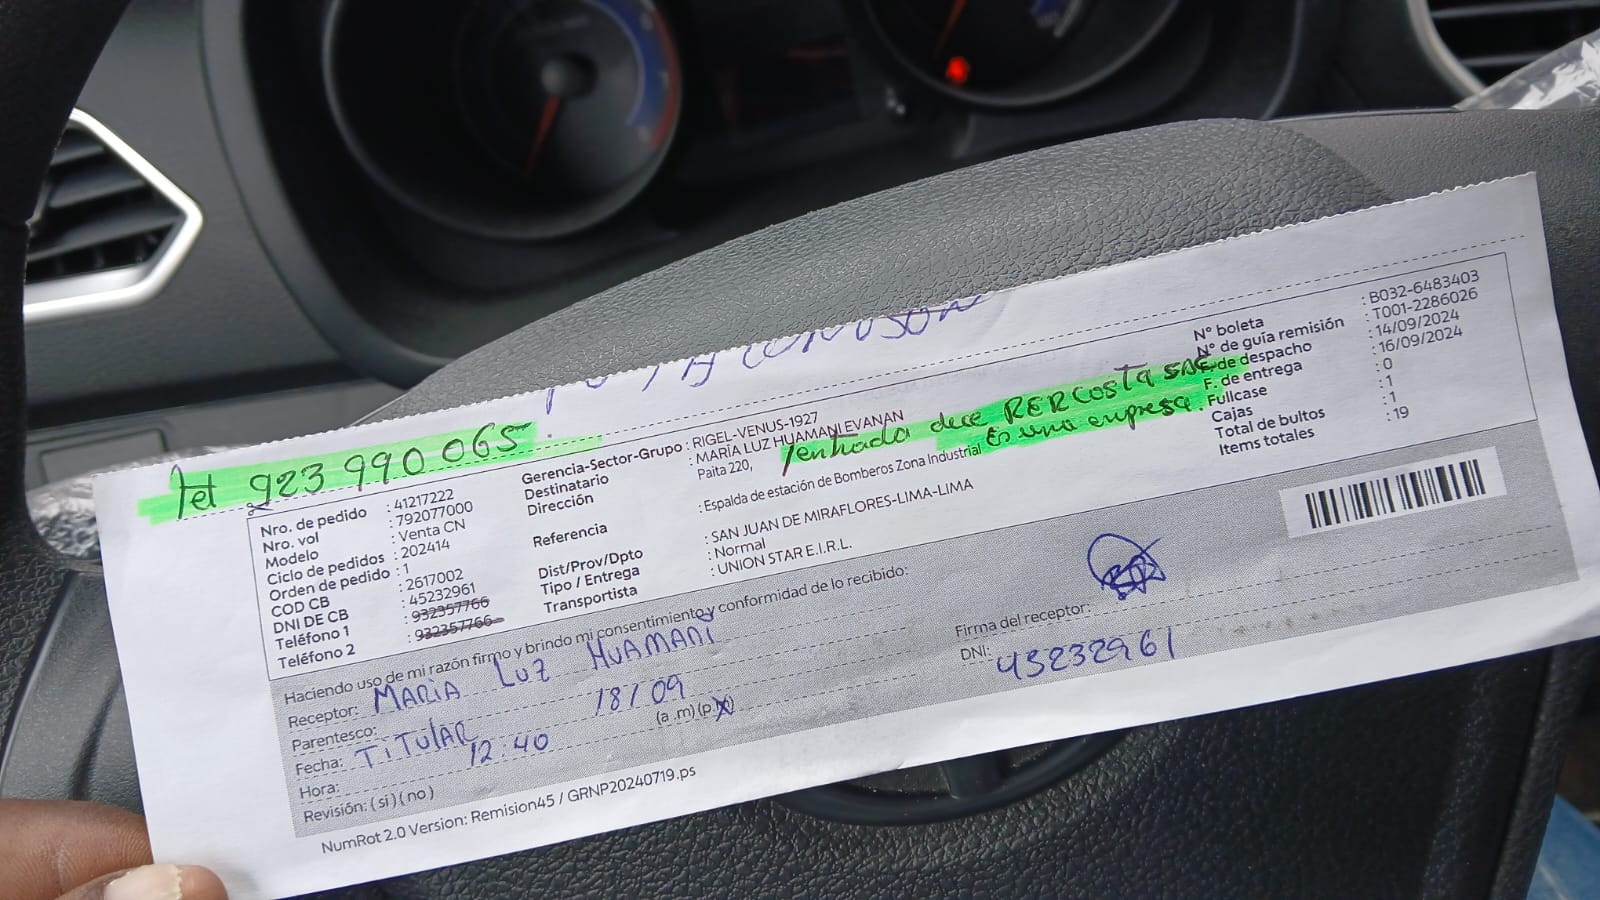 Tel 923 990 065.
Nro. de pedido : 41217222
Nro. vol : 792077000
Modelo : Venta CN
Ciclo de pedidos : 202414
Orden de pedido : 1
COD CB : 2617002
DNI DE CB : 45232961
Teléfono 1 : 932357766
Teléfono 2 : 932357766
Gerencia-Sector-Grupo : RIGEL-VENUS-1927
Destinatario : MARÍA LUZ HUAMANI EVANAN
Dirección : Paita 220,
entrada dice RERCOSTA SAC
Es una empresa.
Referencia : Espalda de estación de Bomberos Zona Industrial
Dist/Prov/Dpto : SAN JUAN DE MIRAFLORES-LIMA-LIMA
Tipo / Entrega : Normal
Transportista : UNION STAR E.I.R.L.
N° boleta : B032-6483403
N° de guía remisión : T001-2286026
F. de despacho : 14/09/2024
F. de entrega : 16/09/2024
Fullcase : 0
Cajas : 1
Total de bultos : 1
Items totales : 19
Haciendo uso de mi razón firmo y brindo mi consentimiento y conformidad de lo recibido:
Receptor: MARIA LUZ HUAMANÍ
Parentesco: TITULAR
Fecha: 18/09
Hora: 12:40 (a.m) (p.m)
Revisión: ( si ) ( no )
Firma del receptor:
DNI: 45232961
NumRot 2.0 Version: Remision45 / GRNP20240719.ps